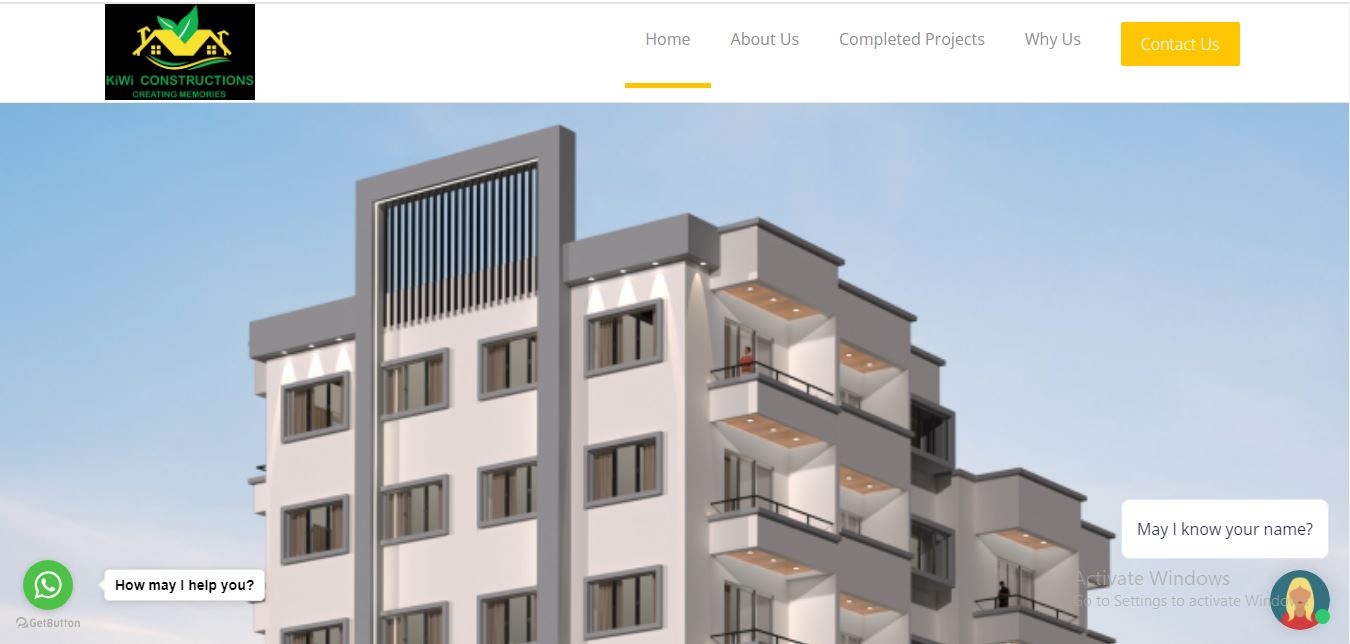 KiWi CONSTRUCTIONS
CREATING MEMORIES
Home
About Us
Completed Projects
Why Us
Contact Us
May I know your name?
How may I help you?
GetButton
Activate Windows
Go to Settings to activate Windo